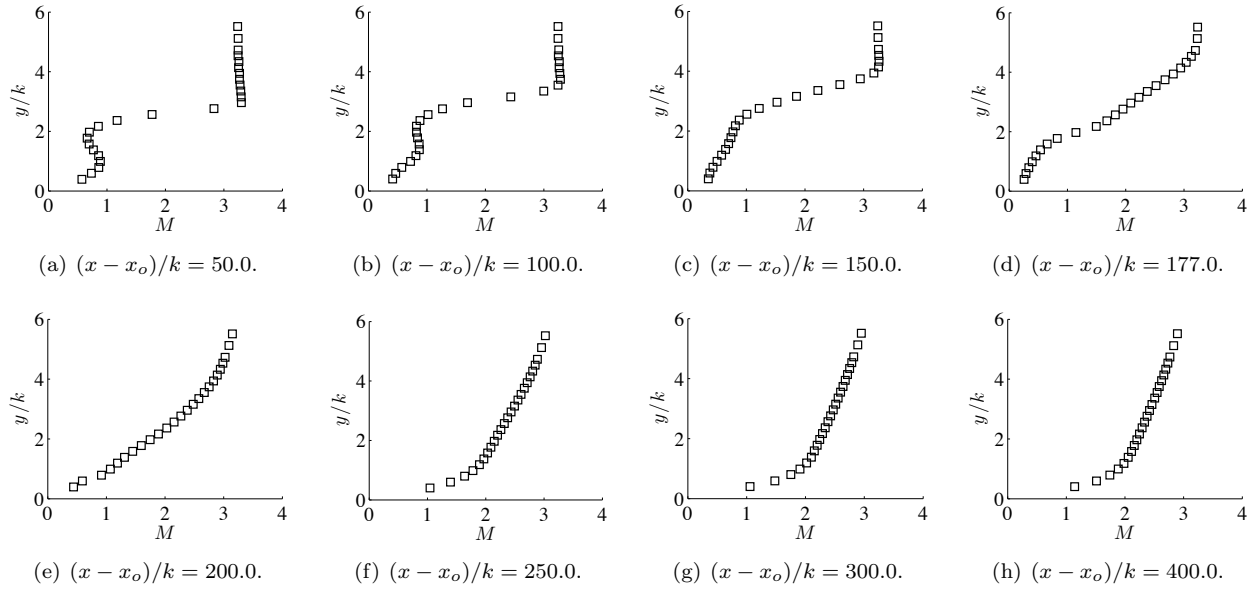 6
4
2
0
y/k
0 1 2 3 4
M
(a) (x − x_o)/k = 50.0.
6
4
2
0
y/k
0 1 2 3 4
M
(b) (x − x_o)/k = 100.0.
6
4
2
0
y/k
0 1 2 3 4
M
(c) (x − x_o)/k = 150.0.
6
4
2
0
y/k
0 1 2 3 4
M
(d) (x − x_o)/k = 177.0.
6
4
2
0
y/k
0 1 2 3 4
M
(e) (x − x_o)/k = 200.0.
6
4
2
0
y/k
0 1 2 3 4
M
(f) (x − x_o)/k = 250.0.
6
4
2
0
y/k
0 1 2 3 4
M
(g) (x − x_o)/k = 300.0.
6
4
2
0
y/k
0 1 2 3 4
M
(h) (x − x_o)/k = 400.0.